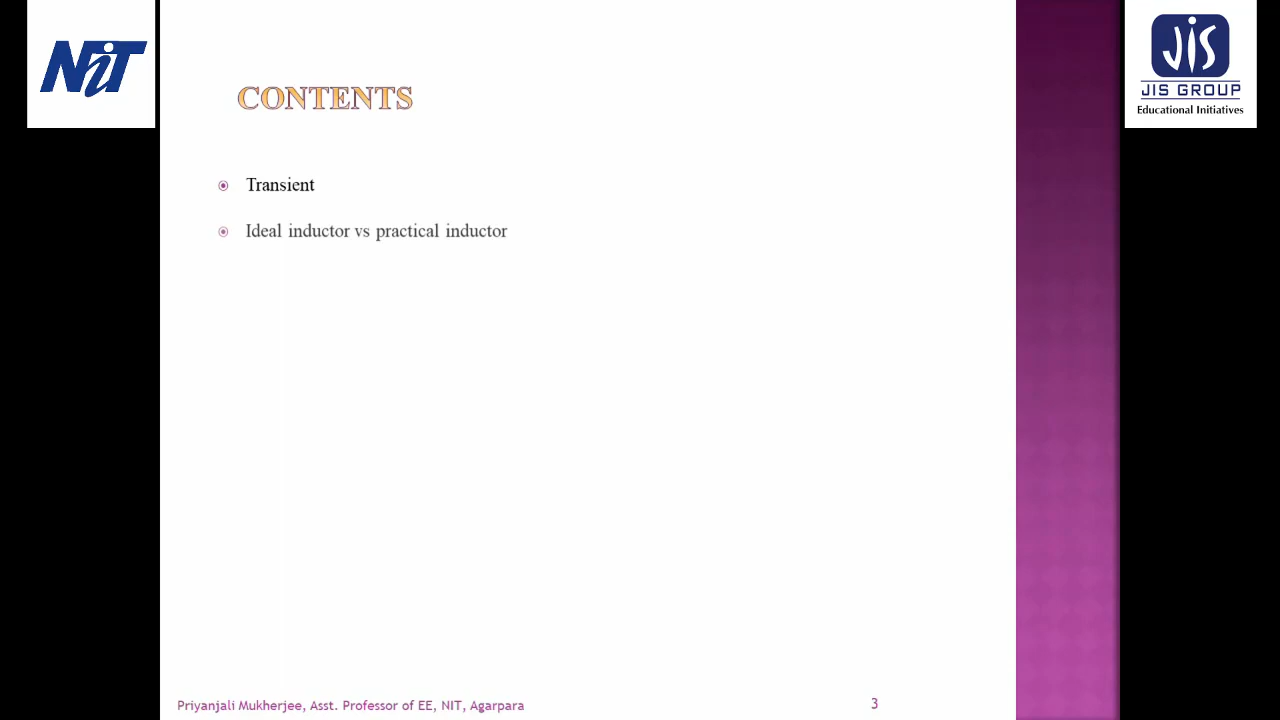 NiT
JIS
JIS GROUP
Educational Initiatives
CONTENTS
Transient
Ideal inductor vs practical inductor
Priyanjali Mukherjee, Asst. Professor of EE, NIT, Agarpara
3